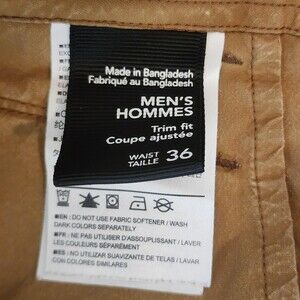 Made in Bangladesh
Fabriqué au Bangladesh
MEN'S
HOMMES
Trim fit
Coupe ajustée
WAIST
TAILLE 36
■EN : DO NOT USE FABRIC SOFTENER / WASH
DARK COLORS SEPARATELY
■FR : NE PAS UTILISER D'ASSOUPLISSANT / LAVER
LES COULEURS SÉPARÉMENT
■ES : NO UTILIZAR SUAVIZANTE DE TELAS / LAVAR
CON COLORES SIMILARES